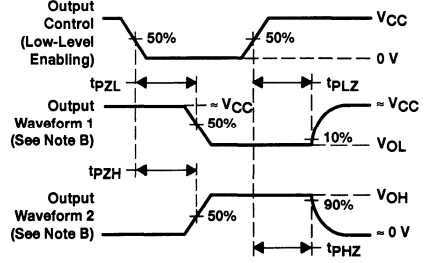 Output
Control
(Low-Level
Enabling)
50%
50%
VCC
0 V
tPZL
tPLZ
Output
Waveform 1
(See Note B)
≈ VCC
50%
≈ VCC
10%
VOL
tPZH
Output
Waveform 2
(See Note B)
50%
VOH
90%
≈ 0 V
tPHZ